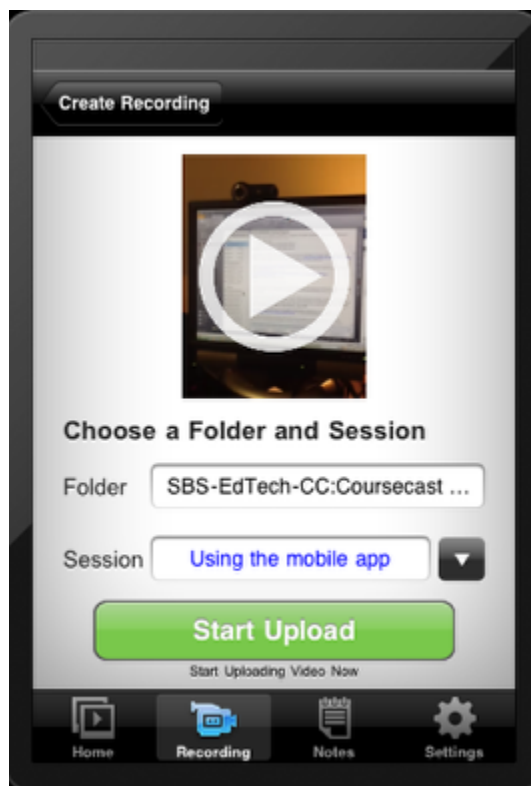 Create Recording
Choose a Folder and Session
Folder SBS-EdTech-CC:Coursecast ...
Session Using the mobile app
Start Upload
Start Uploading Video Now
Home Recording Notes Settings